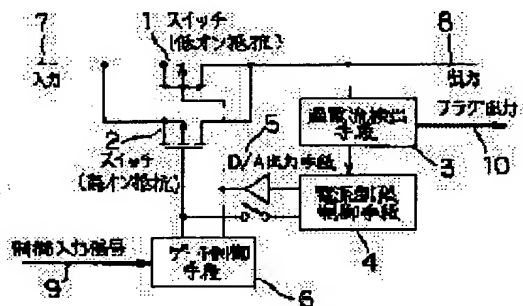 7
入力
1 スイッチ
(低オン抵抗)
8
出力
2
スイッチ
(高オン抵抗)
5
D/A出力手段
過電流検出
手段
3
フラグ出力
10
電流制限
制御手段
4
制御入力信号
9
ゲート制御
手段
6